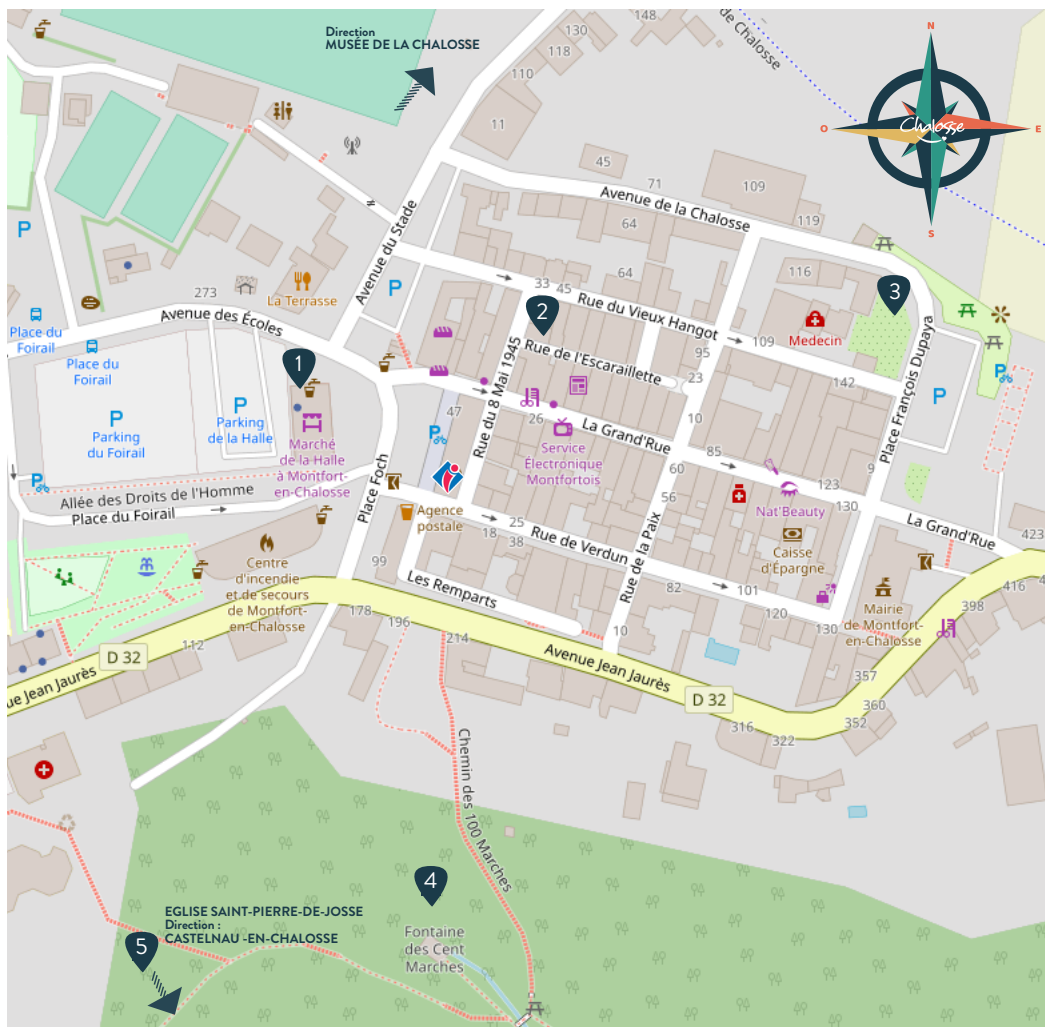 Direction
MUSÉE DE LA CHALOSSE
de Chalosse
148
130
118
110
11
N
O
E
S
Chalosse
45
71
109
119
Avenue de la Chalosse
64
Avenue du Stade
116
3
La Terrasse
P
P
33
45
64
Rue du Vieux Hangot
2
273
Avenue des Écoles
Place du
Foirail
Place du
Foirail
Medecin
109
95
Rue de l'Escaraillette
Rue du 8 Mai 1945
142
23
Place François Dupaya
P
1
P
Parking
du Foirail
P
Parking
de la Halle
Marché
de la Halle
à Montfort-
en-Chalosse
47
26
10
La Grand'Rue
Service
Électronique
Montfortois
85
60
9
123
130
Nat'Beauty
La Grand'Rue
423
Allée des Droits de l'Homme
Place du Foirail
Place Foch
i
Agence
postale
56
25
18
38
Rue de Verdun
Rue de la Paix
Caisse
d'Épargne
Centre
d'incendie
et de secours
de Montfort-
en-Chalosse
99
Les Remparts
82
101
120
130
Mairie
de Montfort-
en-Chalosse
416
4
398
178
196
214
10
112
D 32
ue Jean Jaurès
Avenue Jean Jaurès
D 32
357
360
352
316
322
Chemin des 100 Marches
4
Fontaine
des Cent
Marches
EGLISE SAINT-PIERRE-DE-JOSSE
Direction :
CASTELNAU -EN-CHALOSSE
5